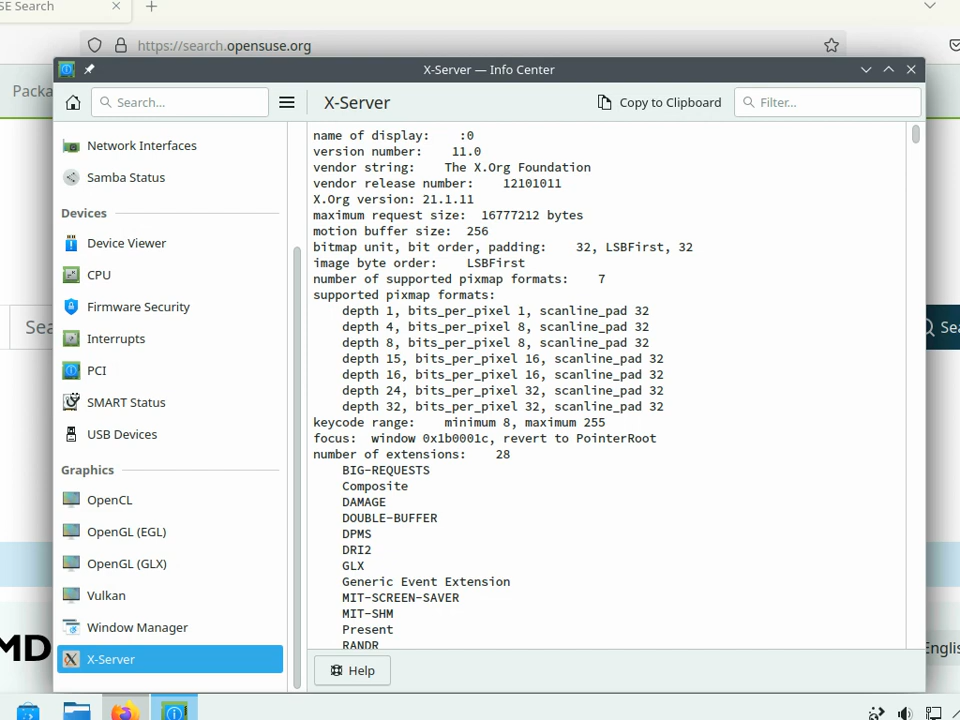 SE Search
https://search.opensuse.org
X-Server — Info Center
Packa
Search...
X-Server
Copy to Clipboard
Filter...
Network Interfaces
Samba Status
Devices
Device Viewer
CPU
Firmware Security
Interrupts
PCI
SMART Status
USB Devices
Graphics
OpenCL
OpenGL (EGL)
OpenGL (GLX)
Vulkan
Window Manager
X-Server
name of display:    :0
version number:    11.0
vendor string:    The X.Org Foundation
vendor release number:    12101011
X.Org version: 21.1.11
maximum request size:  16777212 bytes
motion buffer size:  256
bitmap unit, bit order, padding:    32, LSBFirst, 32
image byte order:    LSBFirst
number of supported pixmap formats:    7
supported pixmap formats:
depth 1, bits_per_pixel 1, scanline_pad 32
depth 4, bits_per_pixel 8, scanline_pad 32
depth 8, bits_per_pixel 8, scanline_pad 32
depth 15, bits_per_pixel 16, scanline_pad 32
depth 16, bits_per_pixel 16, scanline_pad 32
depth 24, bits_per_pixel 32, scanline_pad 32
depth 32, bits_per_pixel 32, scanline_pad 32
keycode range:    minimum 8, maximum 255
focus:  window 0x1b0001c, revert to PointerRoot
number of extensions:    28
BIG-REQUESTS
Composite
DAMAGE
DOUBLE-BUFFER
DPMS
DRI2
GLX
Generic Event Extension
MIT-SCREEN-SAVER
MIT-SHM
Present
RANDR
Help
Sea
Sea
MD
Englis